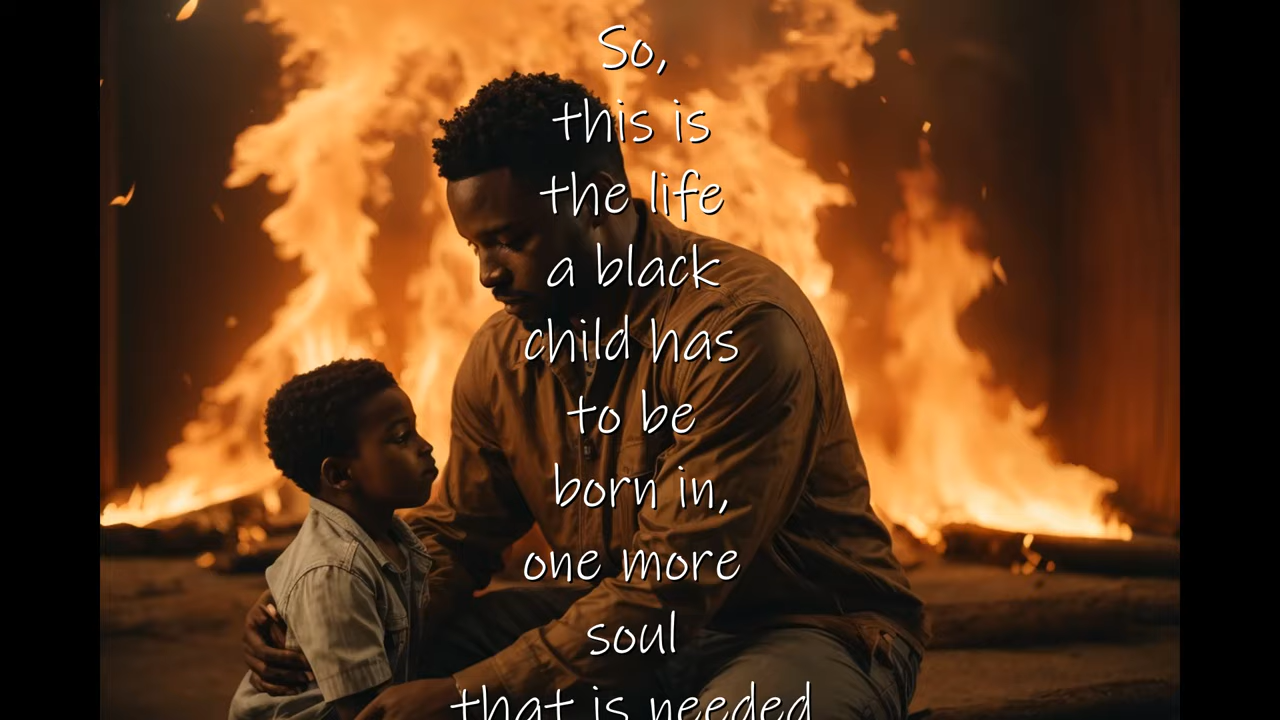 So,
this is
the life
a black
child has
to be
born in,
one more
soul
that is needed